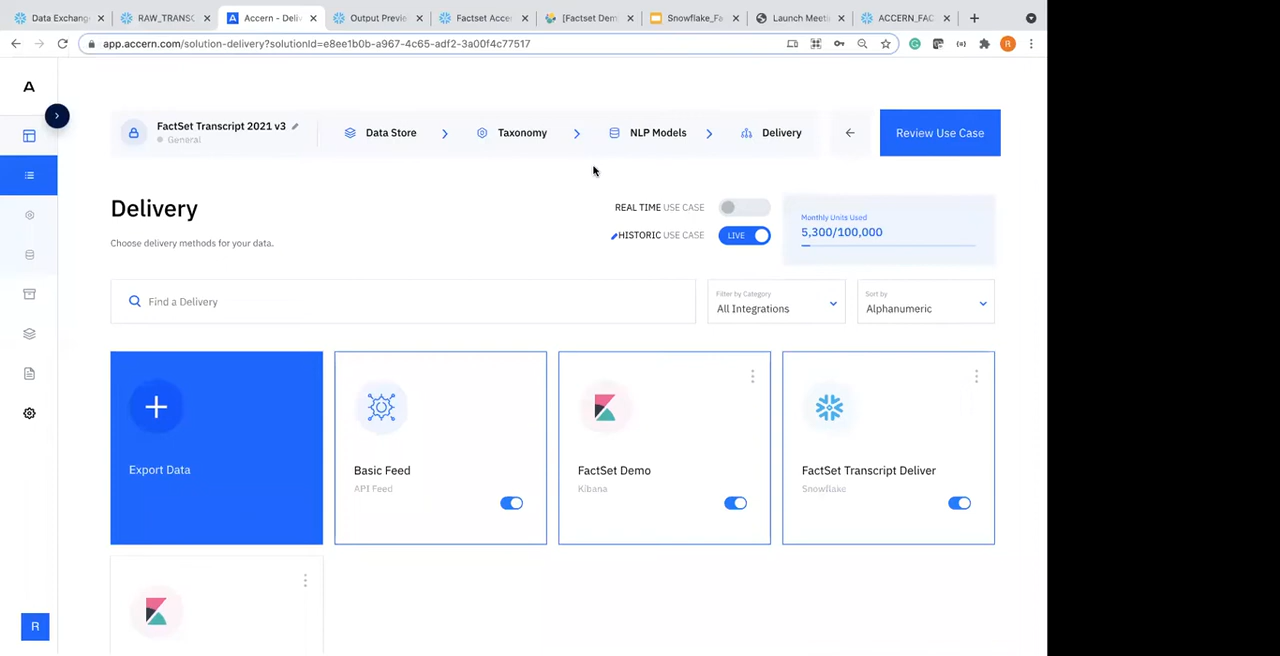 Data Exchang
RAW_TRANSC
Accern - Deliv
Output Previe
Factset Acce
[Factset Dem
Snowflake_Fa
Launch Meeti
ACCERN_FAC
app.accern.com/solution-delivery?solutionId=e8ee1b0b-a967-4c65-adf2-3a00f4c77517
R
A
FactSet Transcript 2021 v3
General
Data Store
Taxonomy
NLP Models
Delivery
Review Use Case
Delivery
Choose delivery methods for your data.
REAL TIME USE CASE
HISTORIC USE CASE
LIVE
Monthly Units Used
5,300/100,000
Find a Delivery
Filter by Category
All Integrations
Sort by
Alphanumeric
Export Data
Basic Feed
API Feed
FactSet Demo
Kibana
FactSet Transcript Deliver
Snowflake
R